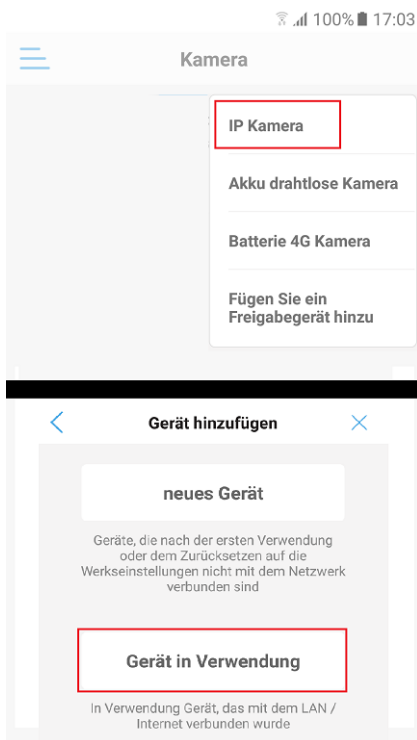 100% 17:03
Kamera
IP Kamera
Akku drahtlose Kamera
Batterie 4G Kamera
Fügen Sie ein
Freigabegerät hinzu
Gerät hinzufügen
neues Gerät
Geräte, die nach der ersten Verwendung
oder dem Zurücksetzen auf die
Werkseinstellungen nicht mit dem Netzwerk
verbunden sind
Gerät in Verwendung
In Verwendung Gerät, das mit dem LAN /
Internet verbunden wurde